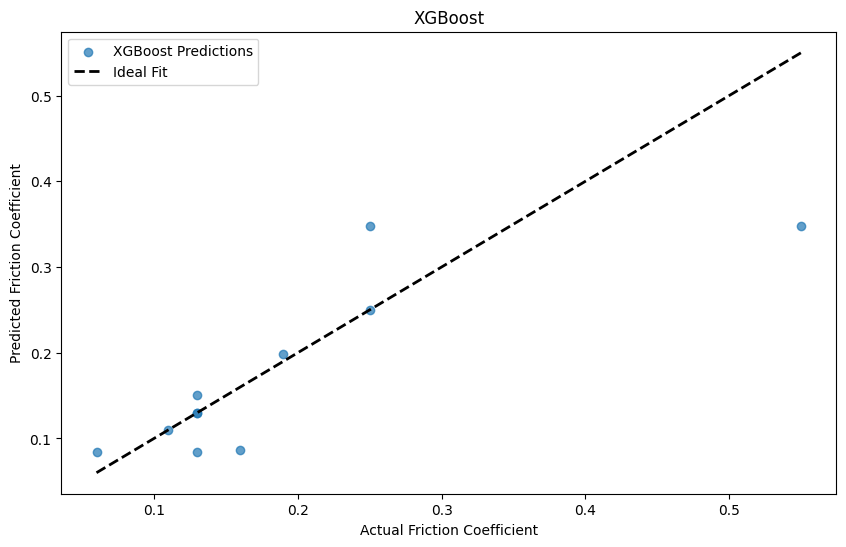 XGBoost
XGBoost Predictions
Ideal Fit
Predicted Friction Coefficient
0.5
0.4
0.3
0.2
0.1
0.1 0.2 0.3 0.4 0.5
Actual Friction Coefficient